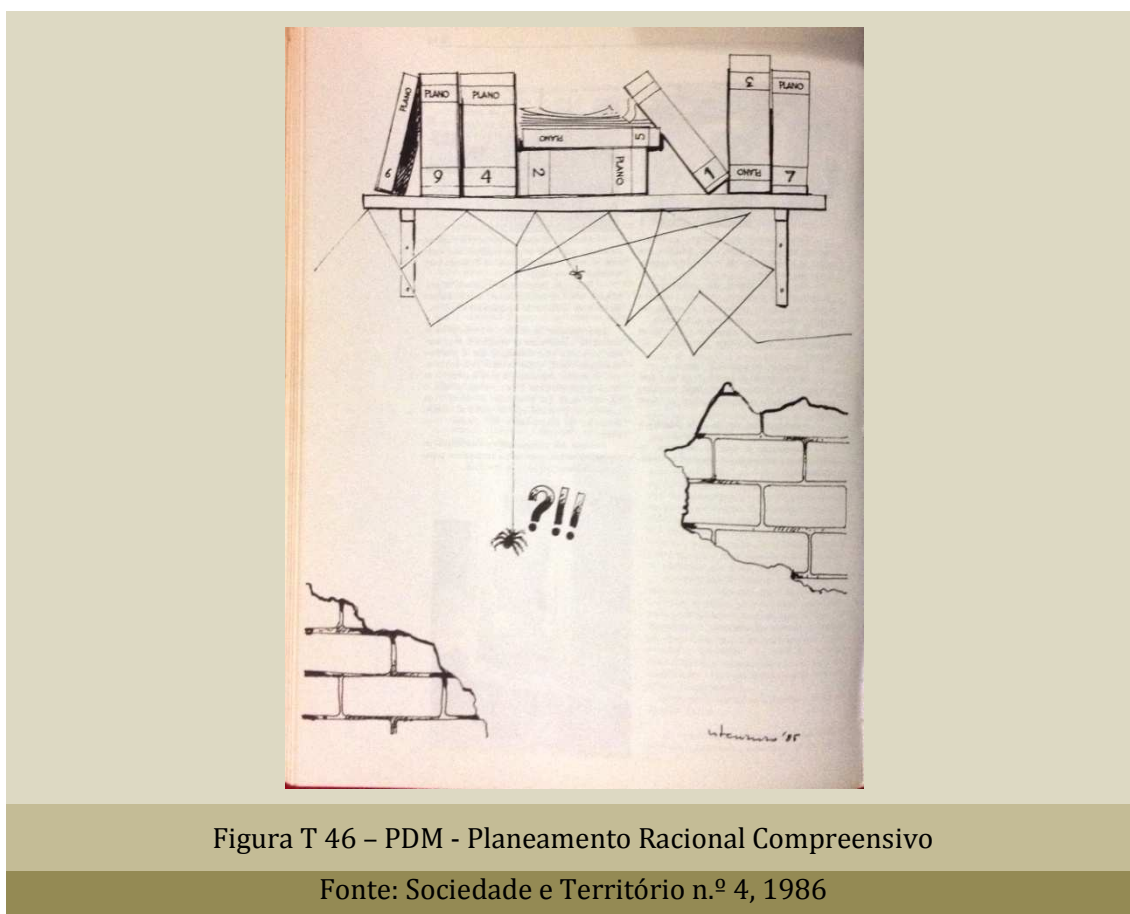 PLANO
6
PLANO
9
PLANO
4
PLANO 5
2 PLANO
1
3
PLANO
PLANO
7
?!!
'85
Figura T 46 – PDM - Planeamento Racional Compreensivo
Fonte: Sociedade e Território n.º 4, 1986